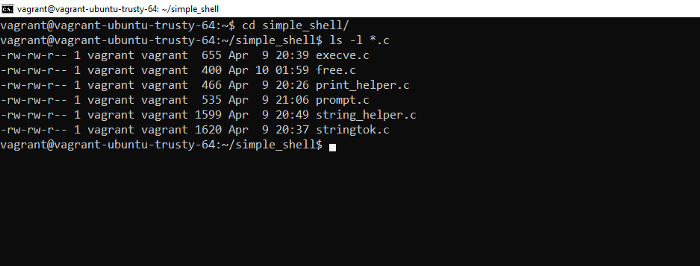 vagrant@vagrant-ubuntu-trusty-64: ~/simple_shell
vagrant@vagrant-ubuntu-trusty-64:~$ cd simple_shell/
vagrant@vagrant-ubuntu-trusty-64:~/simple_shell$ ls -l *.c
-rw-rw-r-- 1 vagrant vagrant  655 Apr  9 20:39 execve.c
-rw-rw-r-- 1 vagrant vagrant  400 Apr 10 01:59 free.c
-rw-rw-r-- 1 vagrant vagrant  466 Apr  9 20:26 print_helper.c
-rw-rw-r-- 1 vagrant vagrant  535 Apr  9 21:06 prompt.c
-rw-rw-r-- 1 vagrant vagrant 1599 Apr  9 20:49 string_helper.c
-rw-rw-r-- 1 vagrant vagrant 1620 Apr  9 20:37 stringtok.c
vagrant@vagrant-ubuntu-trusty-64:~/simple_shell$